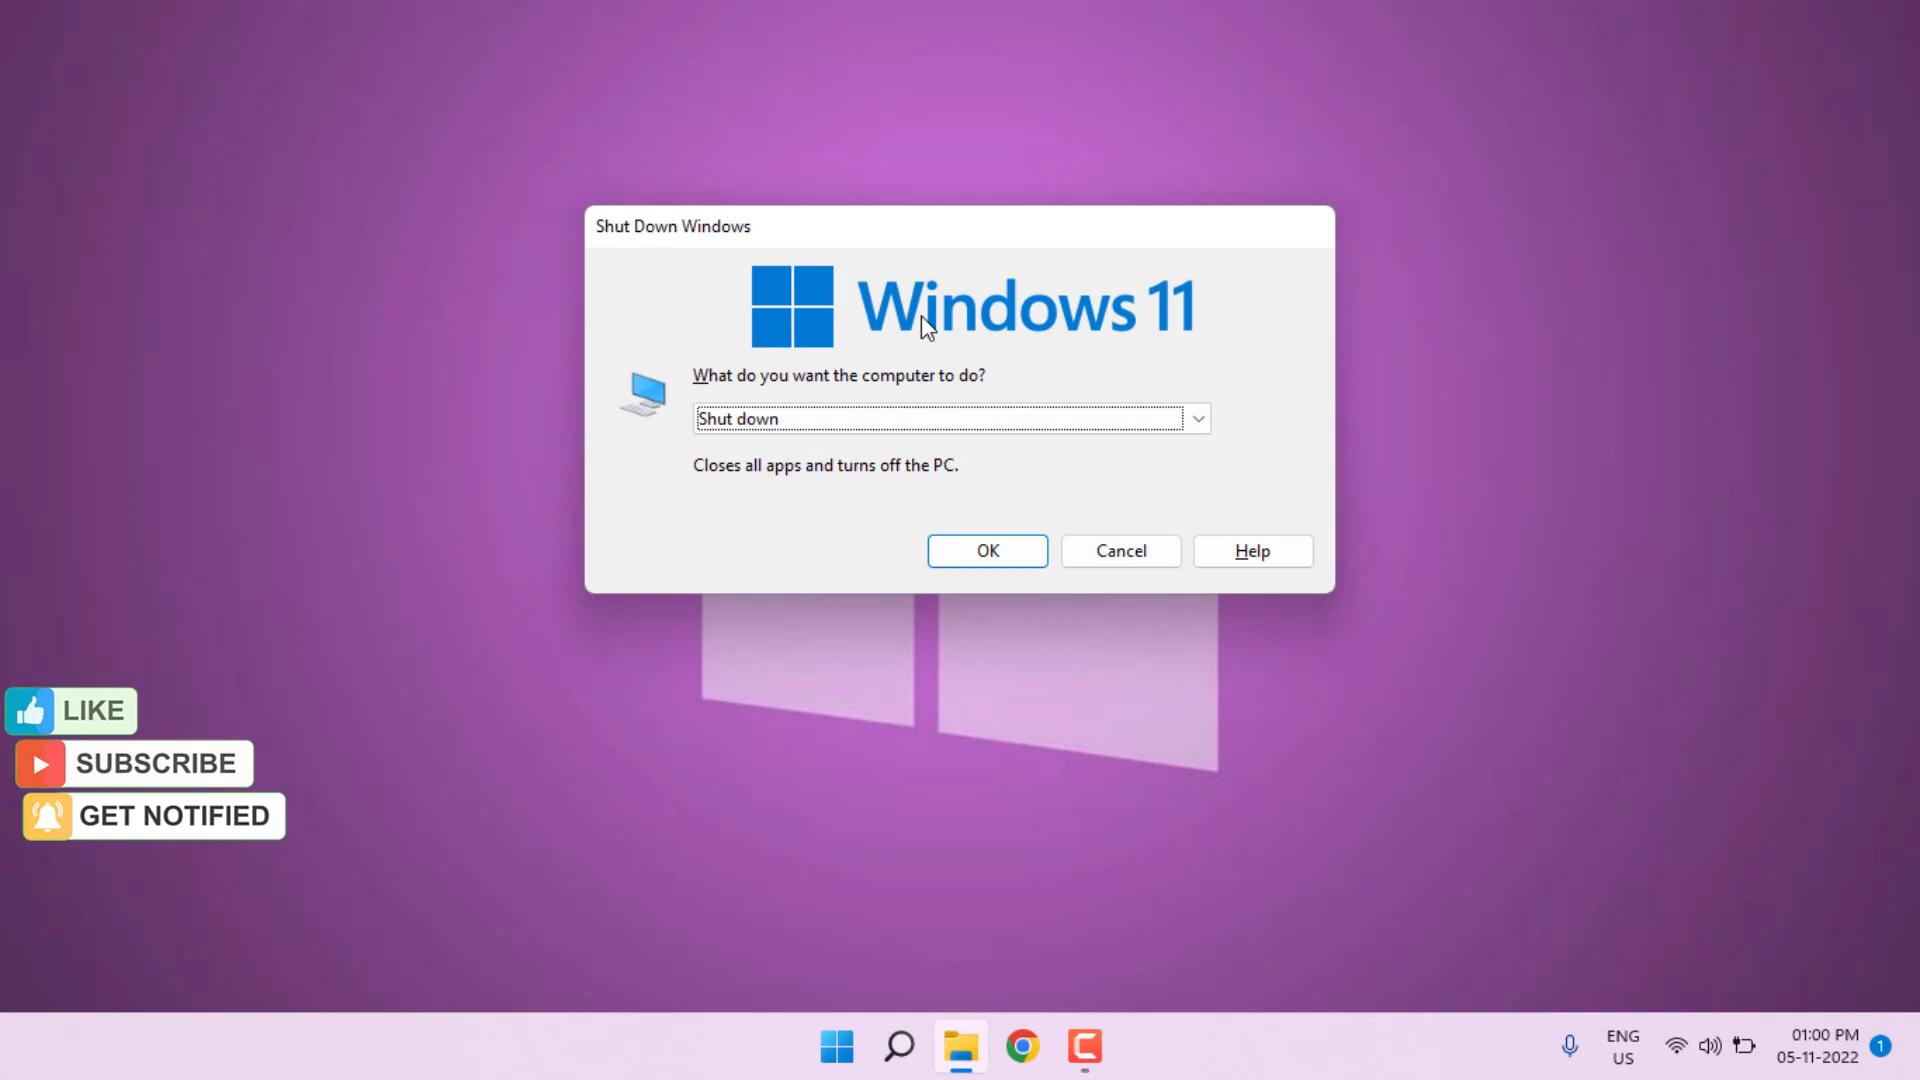 Shut Down Windows
Windows 11
What do you want the computer to do?
Shut down
Closes all apps and turns off the PC.
OK
Cancel
Help
LIKE
SUBSCRIBE
GET NOTIFIED
ENG
US
01:00 PM
05-11-2022
1